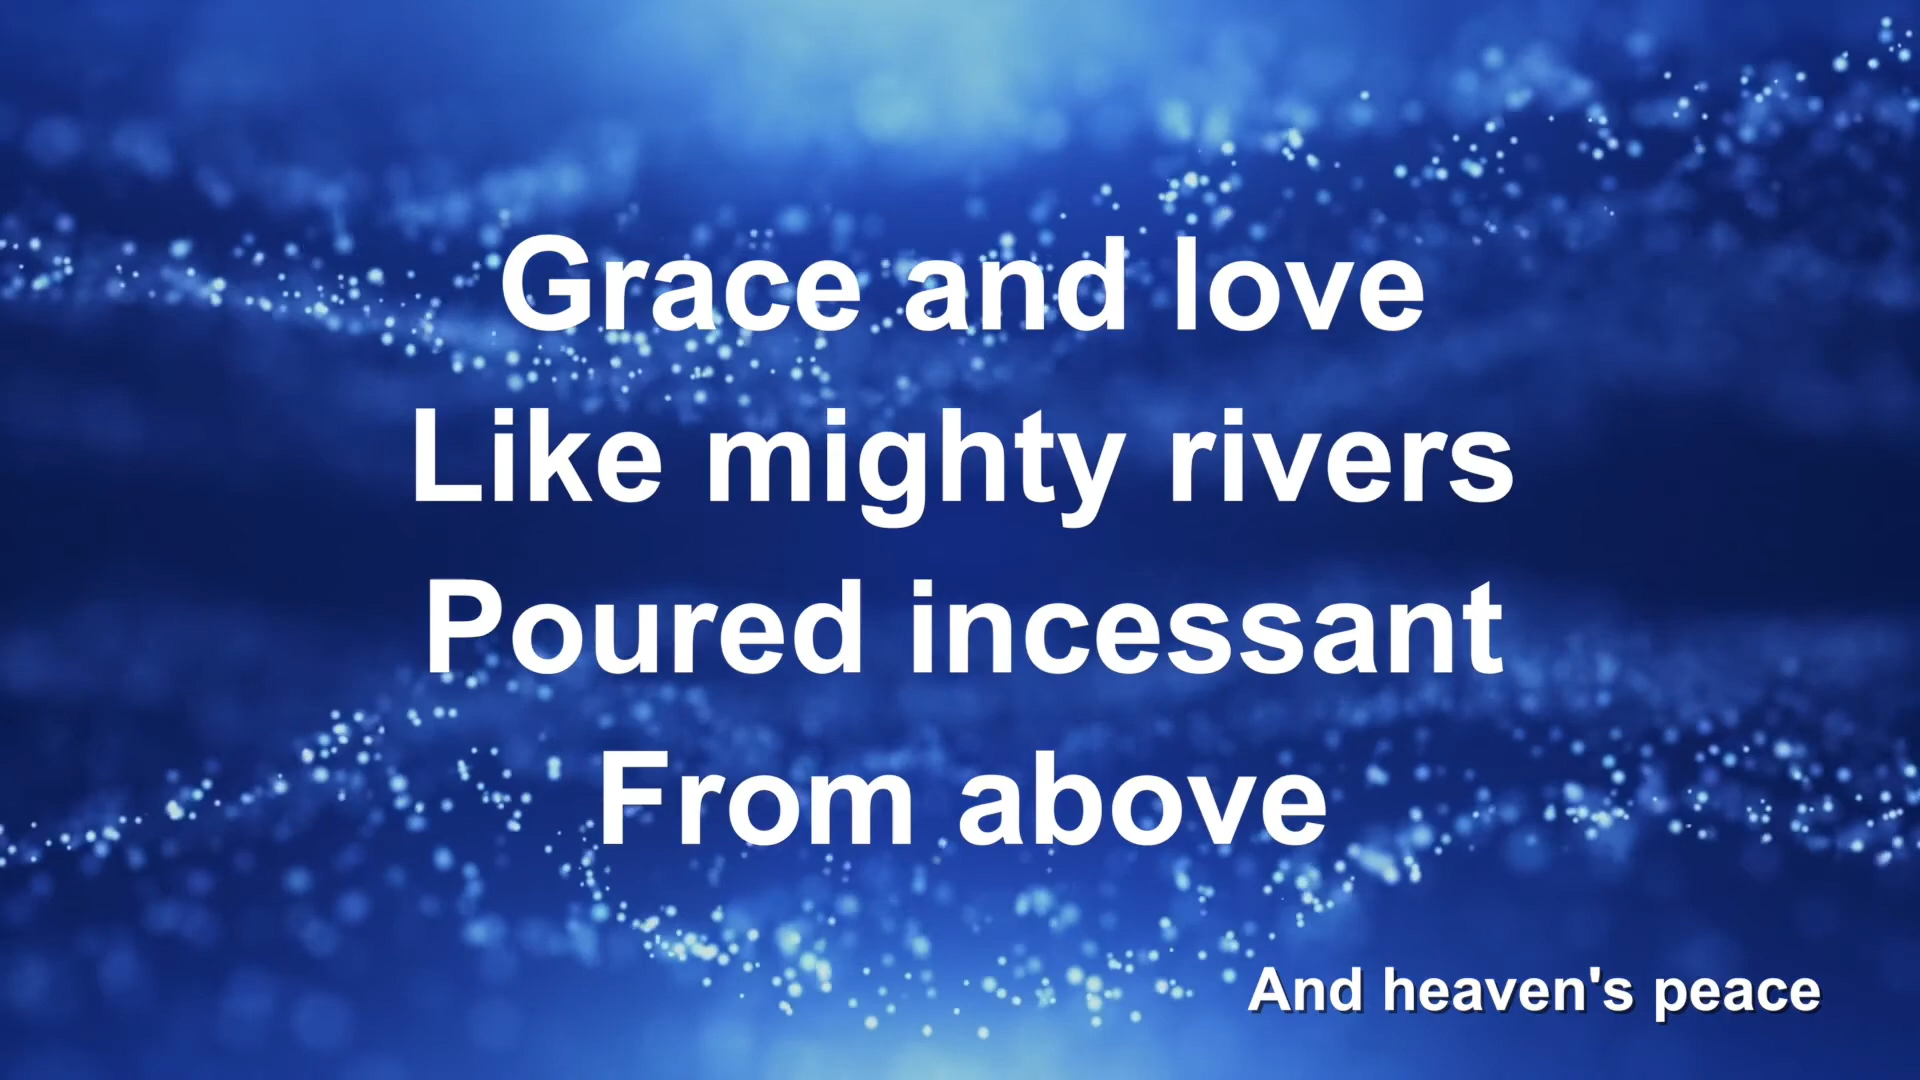 Grace and love
Like mighty rivers
Poured incessant
From above
And heaven's peace